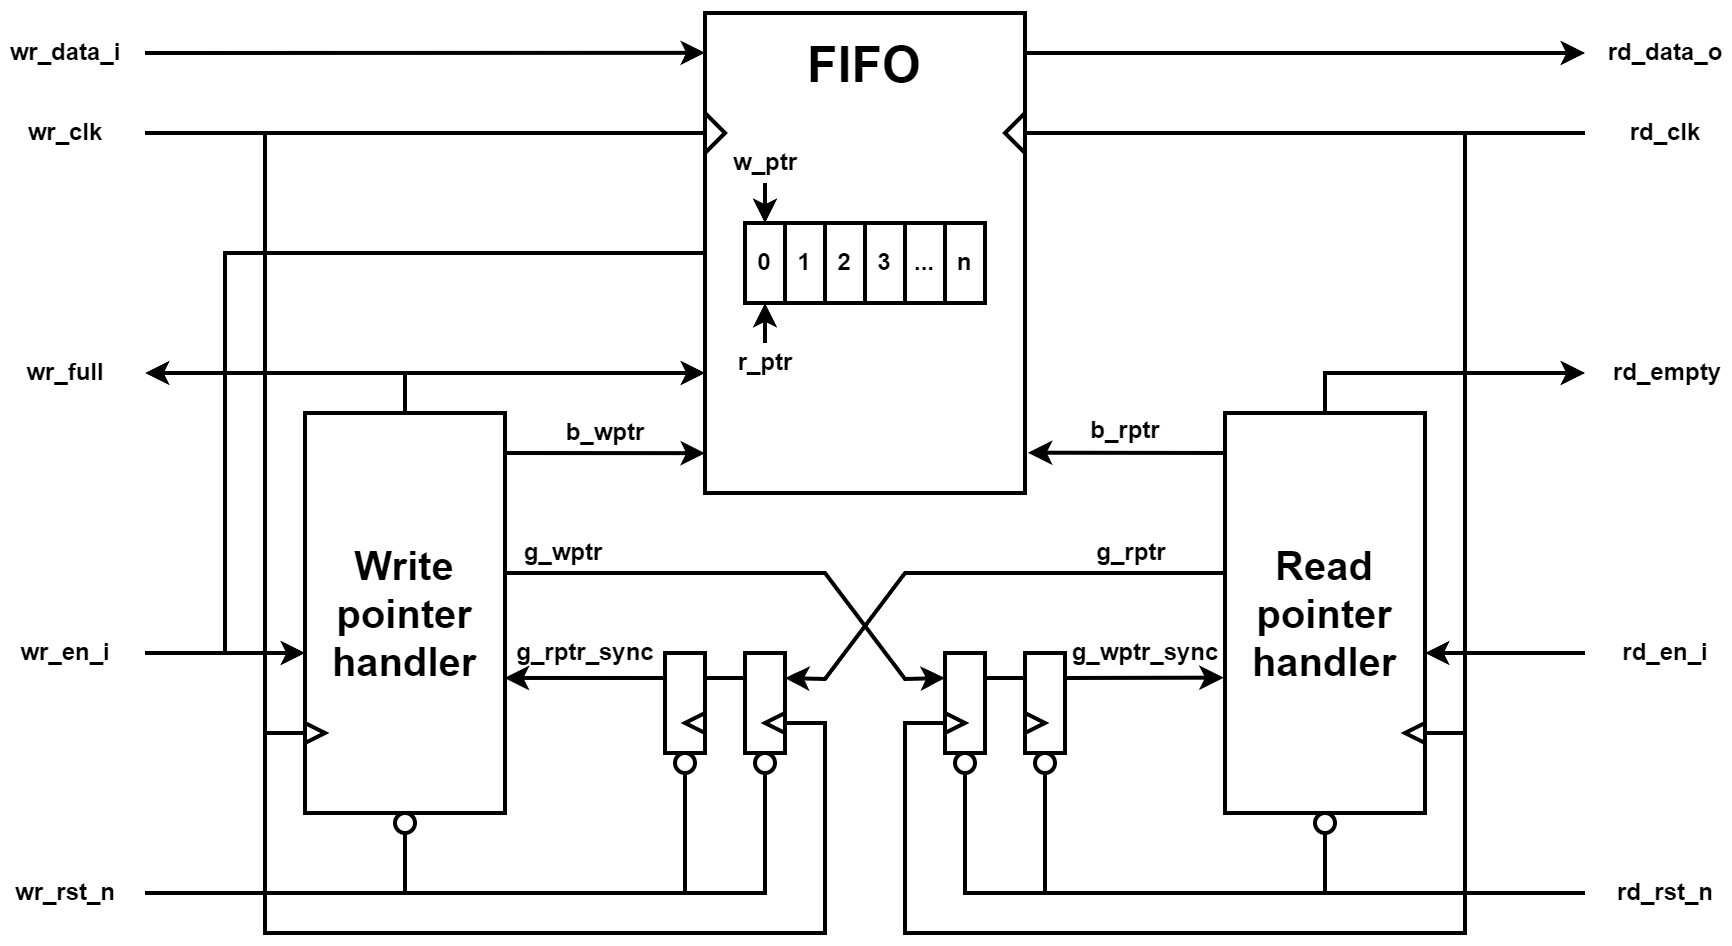 wr_data_i
FIFO
rd_data_o
wr_clk
rd_clk
w_ptr
0 1 2 3 ... n
r_ptr
wr_full
rd_empty
b_wptr
b_rptr
g_wptr
g_rptr
Write
pointer
handler
Read
pointer
handler
wr_en_i
g_rptr_sync
g_wptr_sync
rd_en_i
wr_rst_n
rd_rst_n